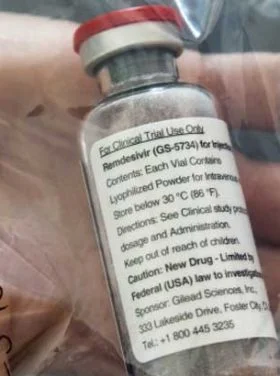 For Clinical Trial Use Only
Remdesivir (GS-5734) for
Contents: Each Vial Contains
Lyophilized Powder for Intravenous
Store below 30 °C (86 °F).
Directions: See Clinical study
dosage and Administration.
Keep out of reach of children.
Caution: New Drug - Limited by
Federal (USA) law to
Sponsor: Gilead Sciences, Inc.,
333 Lakeside Drive, Foster City,
Tel.: +1 800 445 3235